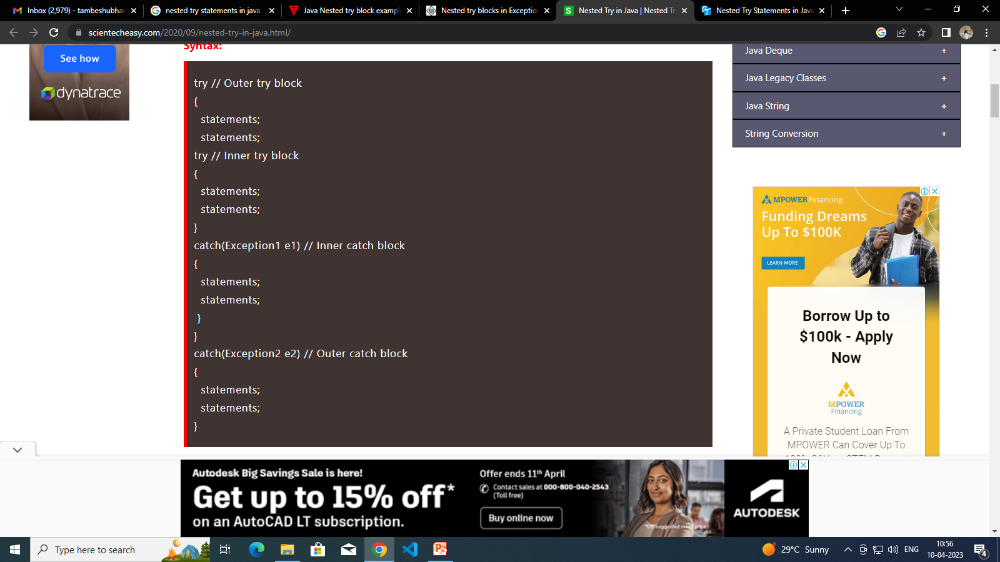 Inbox (2,979) - tambeshubhar
nested try statements in java
Java Nested try block exampl
Nested try blocks in Exception
Nested Try in Java | Nested Tr
Nested Try Statements in Java
scientecheasy.com/2020/09/nested-try-in-java.html/
See how
dynatrace
Syntax:
try // Outer try block
{
statements;
statements;
try // Inner try block
{
statements;
statements;
}
catch(Exception1 e1) // Inner catch block
{
statements;
statements;
}
}
catch(Exception2 e2) // Outer catch block
{
statements;
statements;
}
Java Deque +
Java Legacy Classes +
Java String +
String Conversion +
MPOWER Financing
Funding Dreams
Up To $100K
LEARN MORE
Borrow Up to
$100k - Apply
Now
MPOWER
Financing
A Private Student Loan From
MPOWER Can Cover Up To
Autodesk Big Savings Sale is here!
Get up to 15% off*
on an AutoCAD LT subscription.
Offer ends 11th April
Contact sales at 000-800-040-2543
(Toll free)
Buy online now
*Off suggested retail price
AUTODESK
Type here to search
29°C Sunny
ENG
10:56
10-04-2023
4